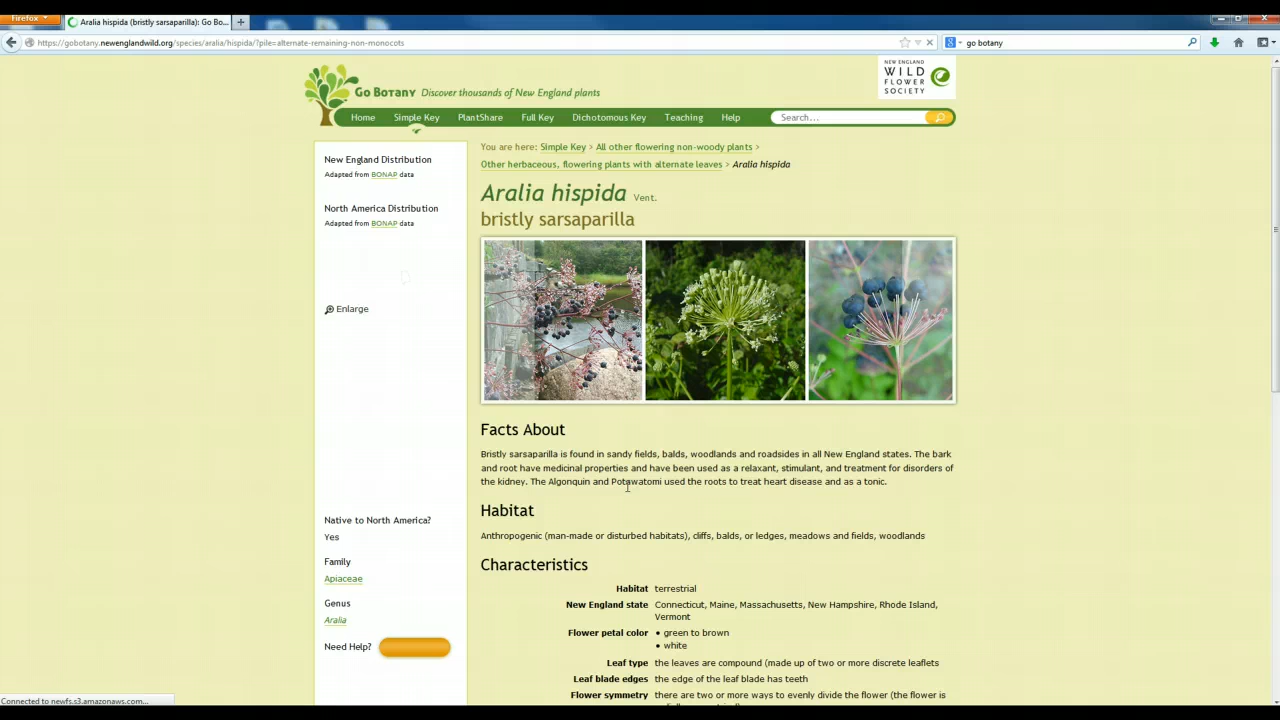 Firefox
Aralia hispida (bristly sarsaparilla): Go Bo...
https://gobotany.newenglandwild.org/species/aralia/hispida/?pile=alternate-remaining-non-monocots
go botany
NEW ENGLAND
WILD
FLOWER
SOCIETY
Go Botany Discover thousands of New England plants
Home Simple Key PlantShare Full Key Dichotomous Key Teaching Help Search...
New England Distribution
Adapted from BONAP data
North America Distribution
Adapted from BONAP data
Enlarge
Native to North America?
Yes
Family
Apiaceae
Genus
Aralia
Need Help?
You are here: Simple Key > All other flowering non-woody plants >
Other herbaceous, flowering plants with alternate leaves > Aralia hispida
Aralia hispida Vent.
bristly sarsaparilla
Facts About
Bristly sarsaparilla is found in sandy fields, balds, woodlands and roadsides in all New England states. The bark
and root have medicinal properties and have been used as a relaxant, stimulant, and treatment for disorders of
the kidney. The Algonquin and Potawatomi used the roots to treat heart disease and as a tonic.
Habitat
Anthropogenic (man-made or disturbed habitats), cliffs, balds, or ledges, meadows and fields, woodlands
Characteristics
Habitat terrestrial
New England state Connecticut, Maine, Massachusetts, New Hampshire, Rhode Island,
Vermont
Flower petal color • green to brown
• white
Leaf type the leaves are compound (made up of two or more discrete leaflets
Leaf blade edges the edge of the leaf blade has teeth
Flower symmetry there are two or more ways to evenly divide the flower (the flower is
Connected to newfs.s3.amazonaws.com...